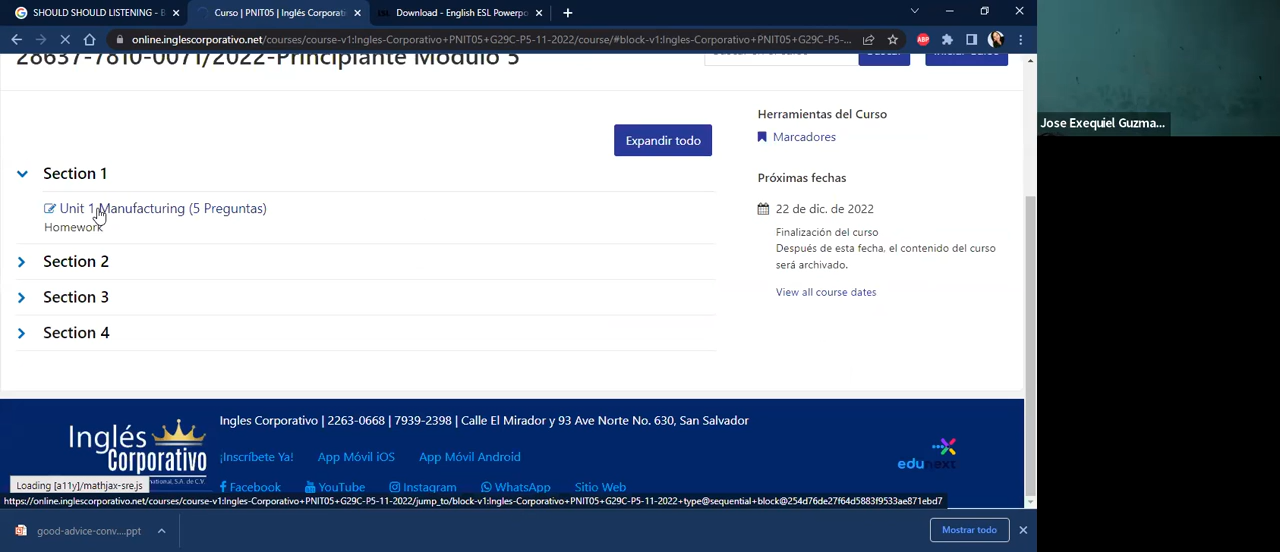 SHOULD SHOULD LISTENING - B
Curso | PNIT05 | Inglés Corporativ
Download - English ESL Powerpo
online.inglescorporativo.net/courses/course-v1:Ingles-Corporativo+PNIT05+G29C-P5-11-2022/course/#block-v1:Ingles-Corporativo+PNIT05+G29C-P5-...
28637-7810-0071/2022-Principiante Modulo 5
Expandir todo
Herramientas del Curso
Marcadores
Section 1
Unit 1 Manufacturing (5 Preguntas)
Homework
Próximas fechas
22 de dic. de 2022
Finalización del curso
Después de esta fecha, el contenido del curso
será archivado.
View all course dates
Section 2
Section 3
Section 4
Inglés
Corporativo
Ingles Corporativo | 2263-0668 | 7939-2398 | Calle El Mirador y 93 Ave Norte No. 630, San Salvador
¡Inscríbete Ya!
App Móvil iOS
App Móvil Android
Facebook
YouTube
Instagram
WhatsApp
Sitio Web
edunext
Loading [a11y]/mathjax-sre.js
https://online.inglescorporativo.net/courses/course-v1:Ingles-Corporativo+PNIT05+G29C-P5-11-2022/jump_to/block-v1:Ingles-Corporativo+PNIT05+G29C-P5-11-2022+type@sequential+block@254d76de27f64d5883f9533ae871ebd7
good-advice-conv....ppt
Mostrar todo
Jose Exequiel Guzma...